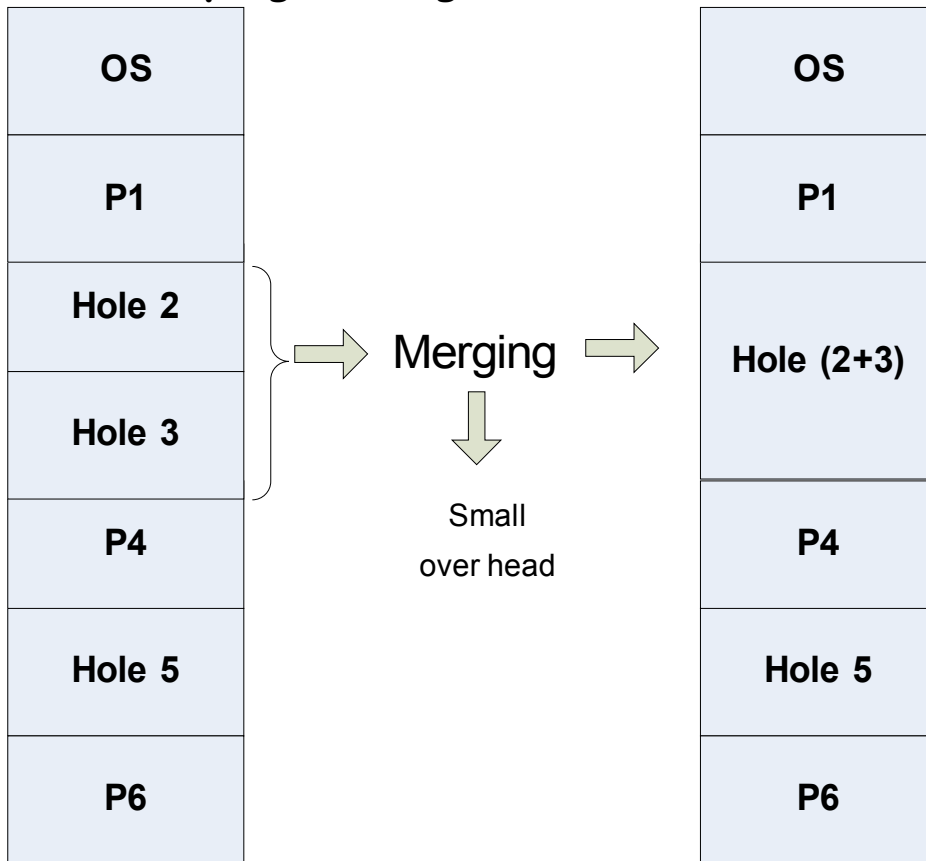 OS
P1
Hole 2
Hole 3
P4
Hole 5
P6
Merging
Small
over head
OS
P1
Hole (2+3)
P4
Hole 5
P6